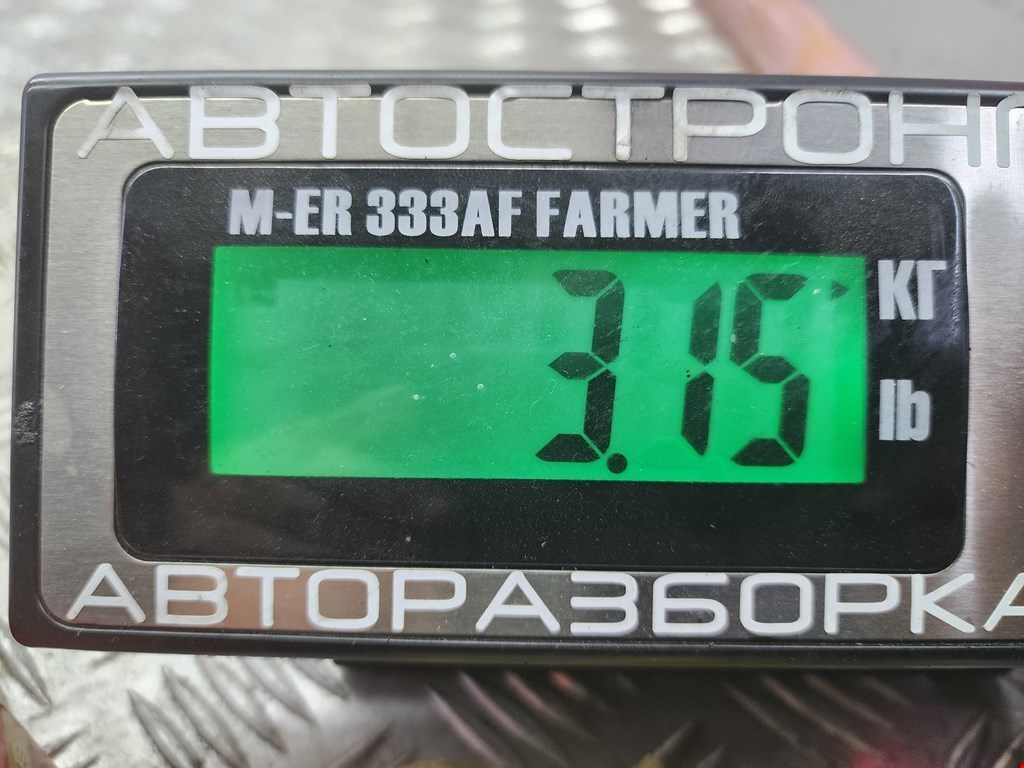 АВТОСТРОНГ
M-ER 333AF FARMER
3.15
КГ
lb
АВТОРАЗБОРКА